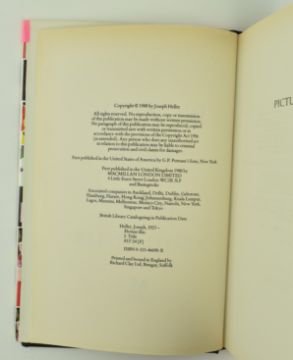 Copyright © 1988 by Joseph Heller
All rights reserved. No reproduction, copy or transmission
of this publication may be made without written permission.
No paragraph of this publication may be reproduced, copied
or transmitted save with written permission or in
accordance with the provisions of the Copyright Act 1956
(as amended). Any person who does any unauthorised act
in relation to this publication may be liable to criminal
prosecution and civil claims for damages.
First published in the United States of America by G.P. Putnam's Sons, New York
First published in the United Kingdom 1988 by
MACMILLAN LONDON LIMITED
4 Little Essex Street London WC2R 3LF
and Basingstoke
Associated companies in Auckland, Delhi, Dublin, Gaborone,
Hamburg, Harare, Hong Kong, Johannesburg, Kuala Lumpur,
Lagos, Manzini, Melbourne, Mexico City, Nairobi, New York,
Singapore and Tokyo
British Library Cataloguing in Publication Data
Heller, Joseph, 1923-
Picture this.
I. Title
813'.54 [F]
ISBN
Printed and bound in England by
Richard Clay Ltd, Bungay, Suffolk
PICTU